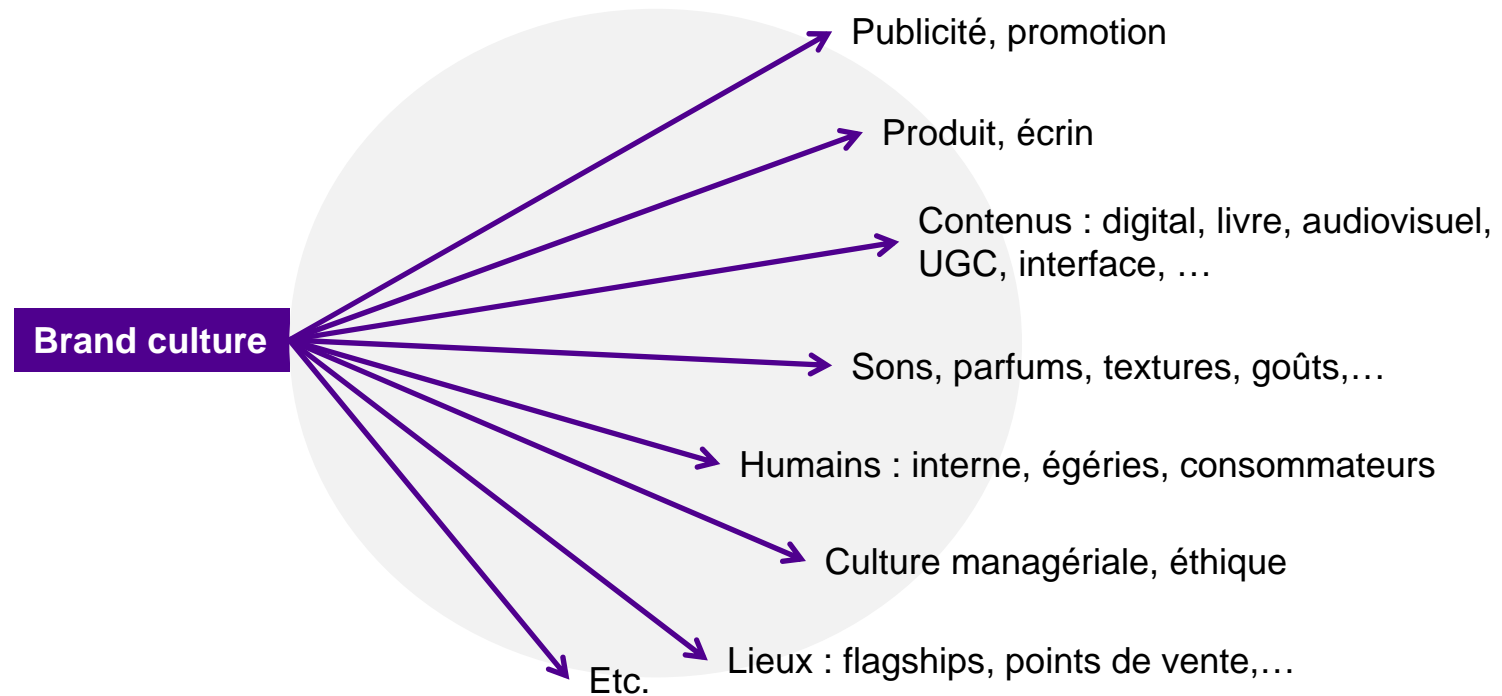 Publicité, promotion
Produit, écrin
Contenus : digital, livre, audiovisuel,
UGC, interface, …
Brand culture
Sons, parfums, textures, goûts,…
Humains : interne, égéries, consommateurs
Culture managériale, éthique
Lieux : flagships, points de vente,…
Etc.